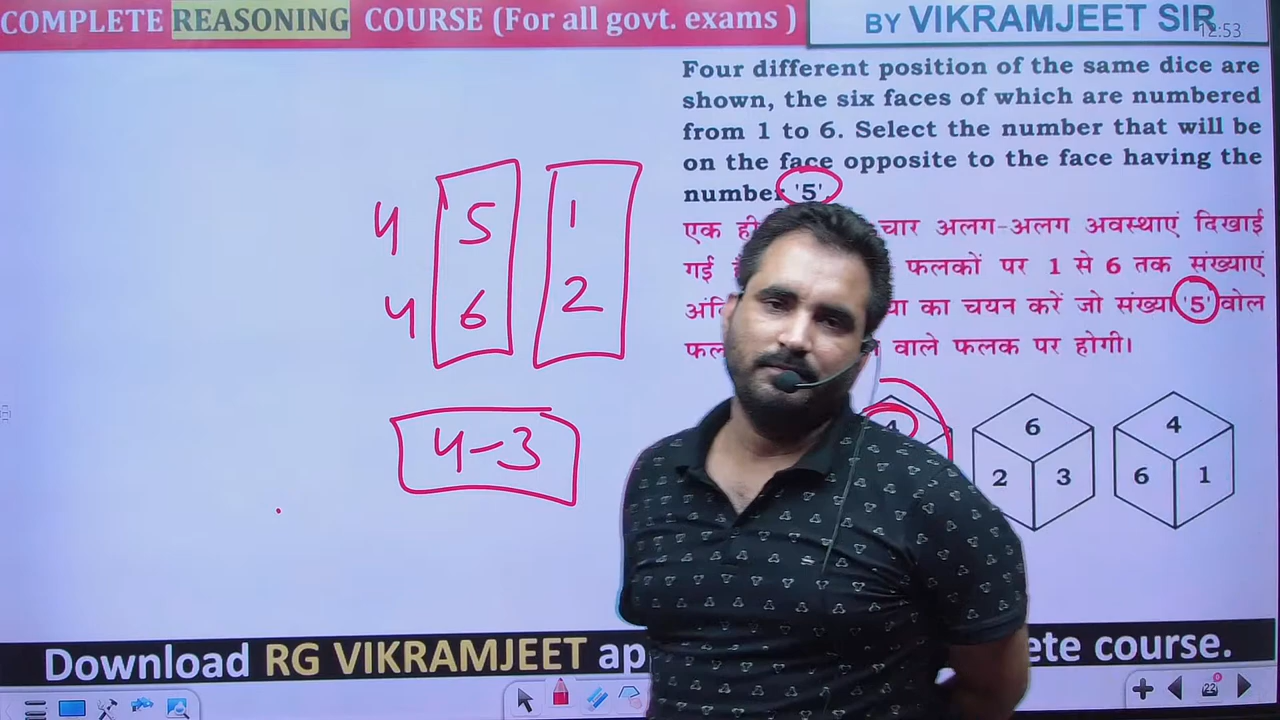 COMPLETE REASONING COURSE (For all govt. exams )
BY VIKRAMJEET SIR
12:53
Four different position of the same dice are
shown, the six faces of which are numbered
from 1 to 6. Select the number that will be
on the face opposite to the face having the
number '5'
एक ही चार अलग-अलग अवस्थाएं दिखाई
गई फलकों पर 1 से 6 तक संख्याएं
का चयन करें जो संख्या '5' वोल
वाले फलक पर होगी।
4 5 1
4 6 2
4-3
4
6
2 3
4
6 1
Download RG VIKRAMJEET course.
22